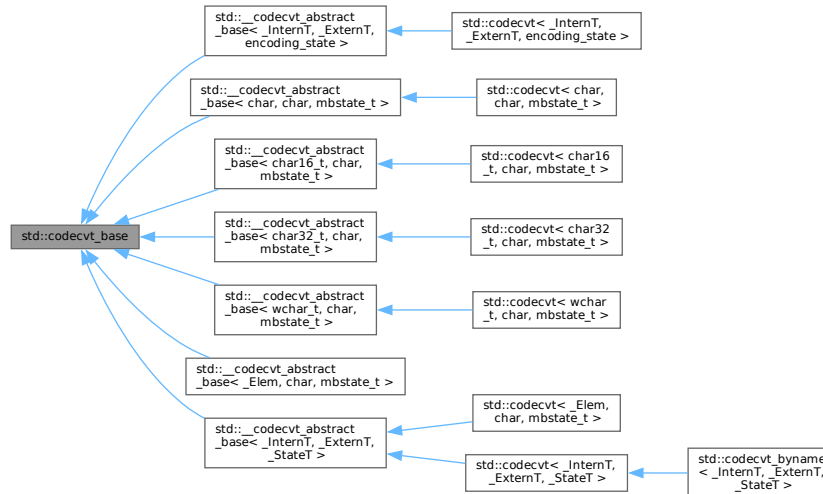 std::__codecvt_abstract
_base< _InternT, _ExternT,
encoding_state >
std::codecvt< _InternT,
_ExternT, encoding_state >
std::__codecvt_abstract
_base< char, char, mbstate_t >
std::codecvt< char,
char, mbstate_t >
std::__codecvt_abstract
_base< char16_t, char,
mbstate_t >
std::codecvt< char16
_t, char, mbstate_t >
std::codecvt_base
std::__codecvt_abstract
_base< char32_t, char,
mbstate_t >
std::codecvt< char32
_t, char, mbstate_t >
std::__codecvt_abstract
_base< wchar_t, char,
mbstate_t >
std::codecvt< wchar
_t, char, mbstate_t >
std::__codecvt_abstract
_base< _Elem, char, mbstate_t >
std::__codecvt_abstract
_base< _InternT, _ExternT,
_StateT >
std::codecvt< _Elem,
char, mbstate_t >
std::codecvt< _InternT,
_ExternT, _StateT >
std::codecvt_byname
< _InternT, _ExternT,
_StateT >